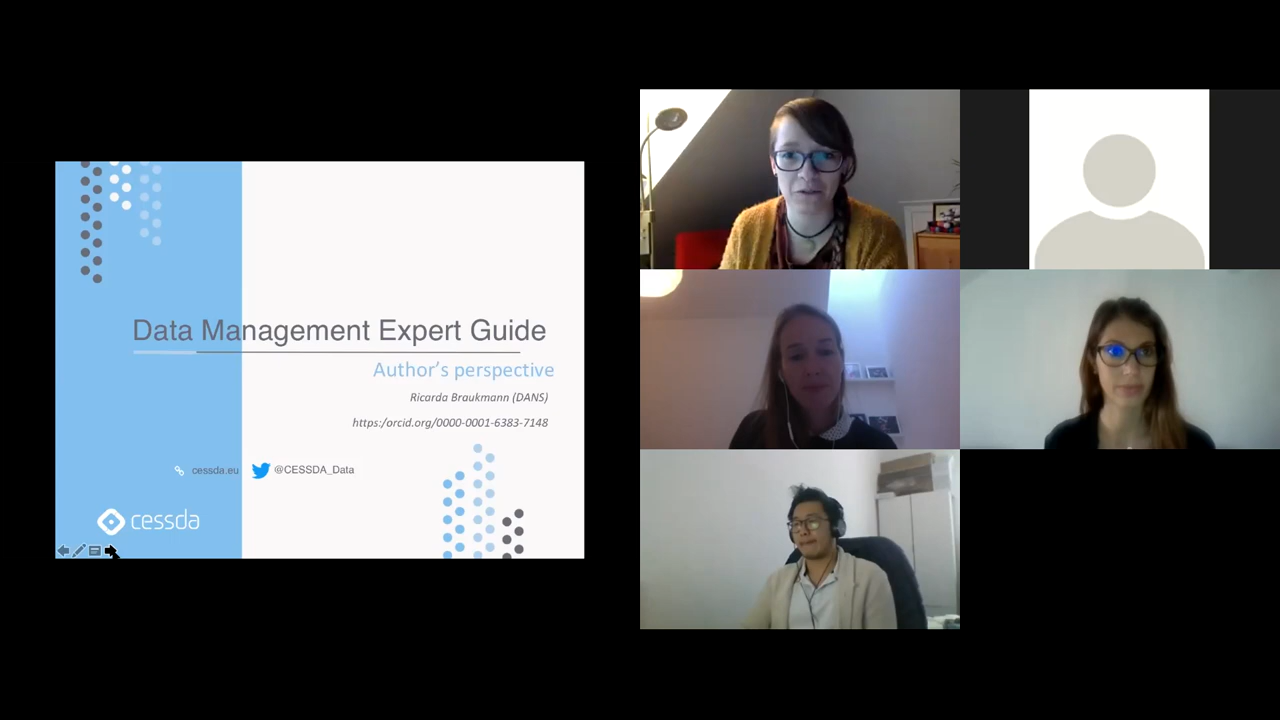 Data Management Expert Guide
Author's perspective
Ricarda Braukmann (DANS)
https:/orcid.org/0000-0001-6383-7148
cessda.eu @CESSDA_Data
cessda